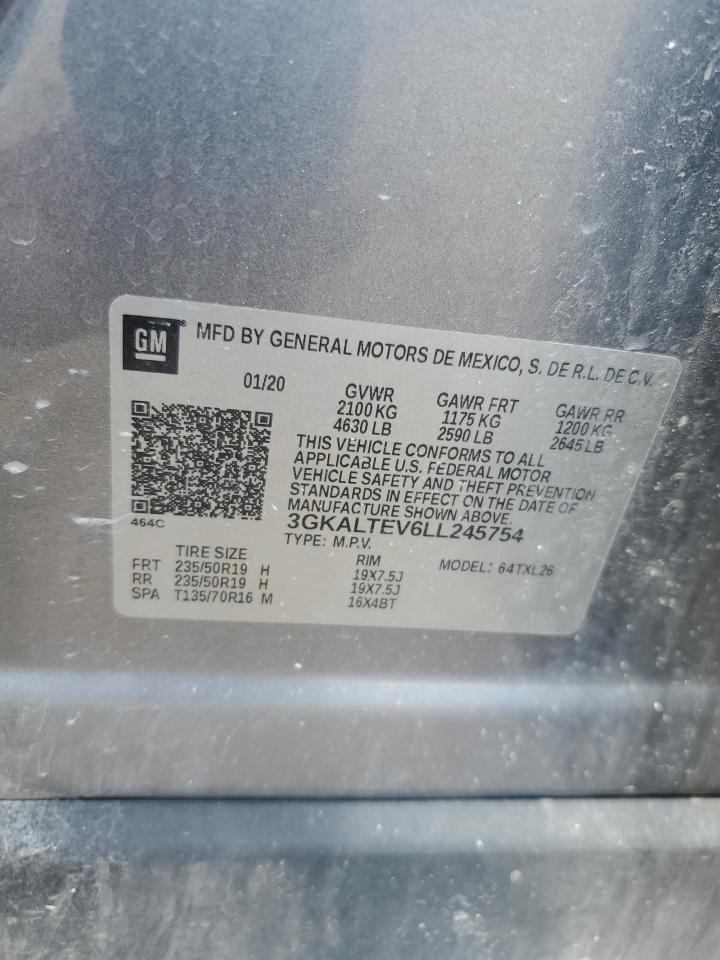 GM ®
MFD BY GENERAL MOTORS DE MEXICO, S. DE R.L. DE C.V.
01/20 GVWR GAWR FRT GAWR RR
2100 KG 1175 KG 1200 KG
4630 LB 2590 LB 2645 LB
THIS VEHICLE CONFORMS TO ALL
APPLICABLE U.S. FEDERAL MOTOR
VEHICLE SAFETY AND THEFT PREVENTION
STANDARDS IN EFFECT ON THE DATE OF
MANUFACTURE SHOWN ABOVE.
464C 3GKALTEV6LL245754
TYPE: M.P.V.
TIRE SIZE RIM MODEL: 64TXL26
FRT 235/50R19 H 19X7.5J
RR 235/50R19 H 19X7.5J
SPA T135/70R16 M 16X4BT